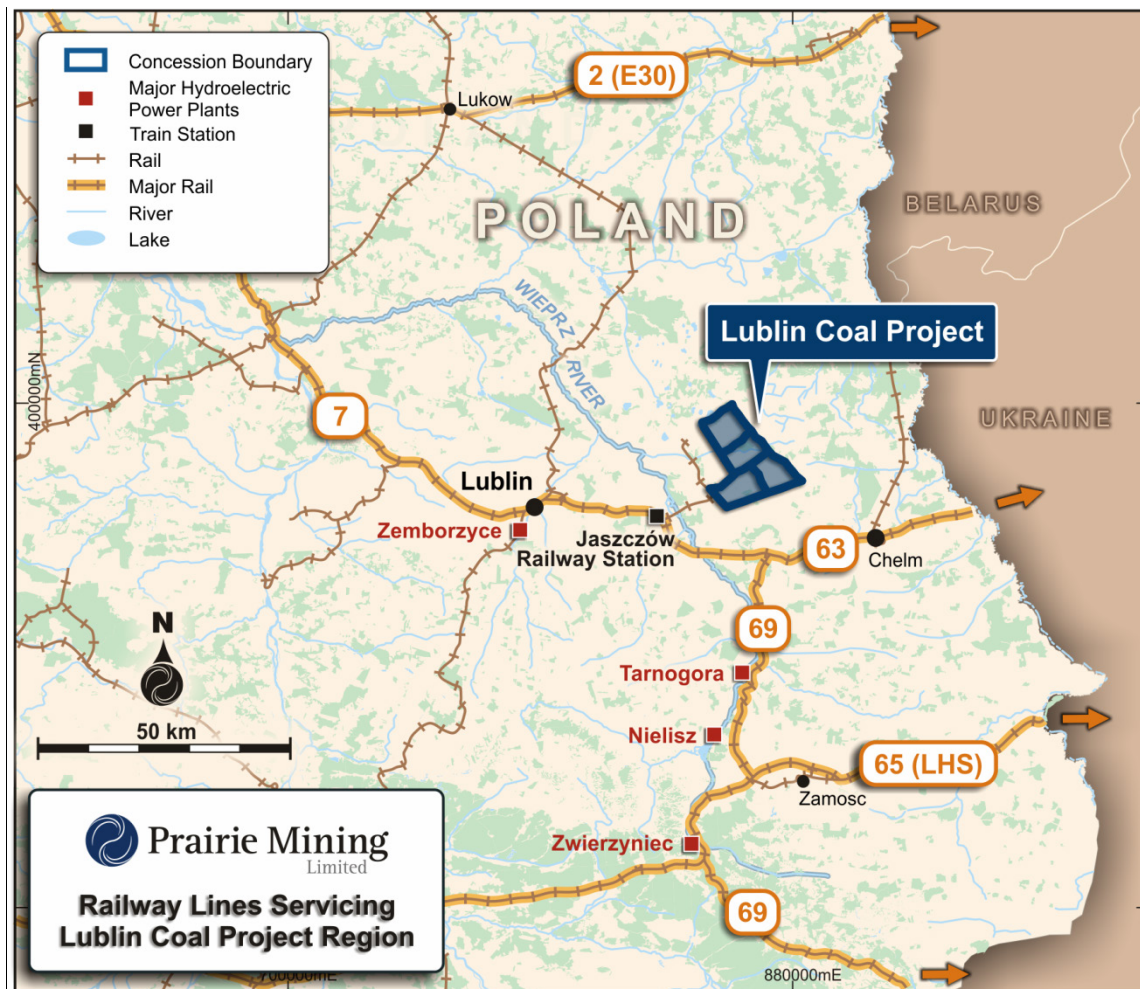 Concession Boundary
Major Hydroelectric
Power Plants
Train Station
Rail
Major Rail
River
Lake
2 (E30)
Lukow
POLAND
BELARUS
WIEPRZ RIVER
Lublin Coal Project
UKRAINE
400000mN
7
Lublin
Zemborzyce
Jaszczów
Railway Station
63
Chelm
N
69
50 km
Tarnogora
Nielisz
65 (LHS)
Zamosc
Zwierzyniec
Prairie Mining
Limited
Railway Lines Servicing
Lublin Coal Project Region
69
700000mE
880000mE